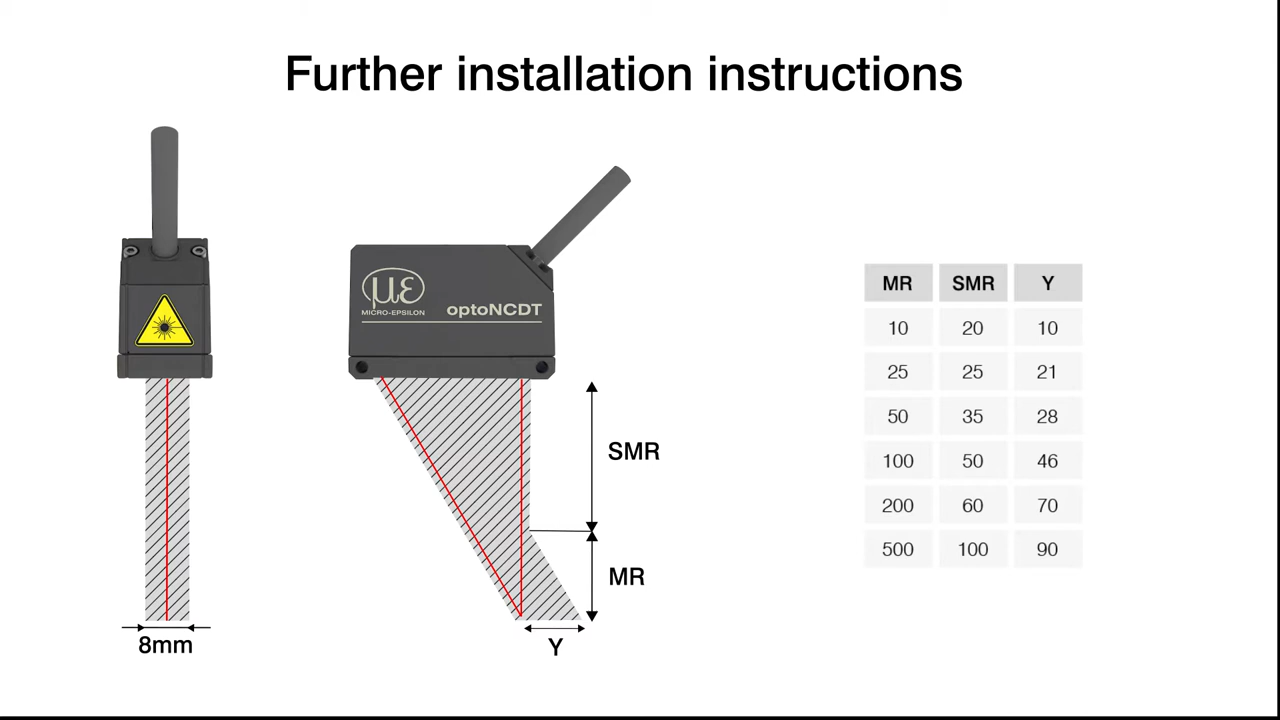 Further installation instructions
με
MICRO-EPSILON
optoNCDT
SMR
MR
8mm
Y
MR SMR Y
10 20 10
25 25 21
50 35 28
100 50 46
200 60 70
500 100 90